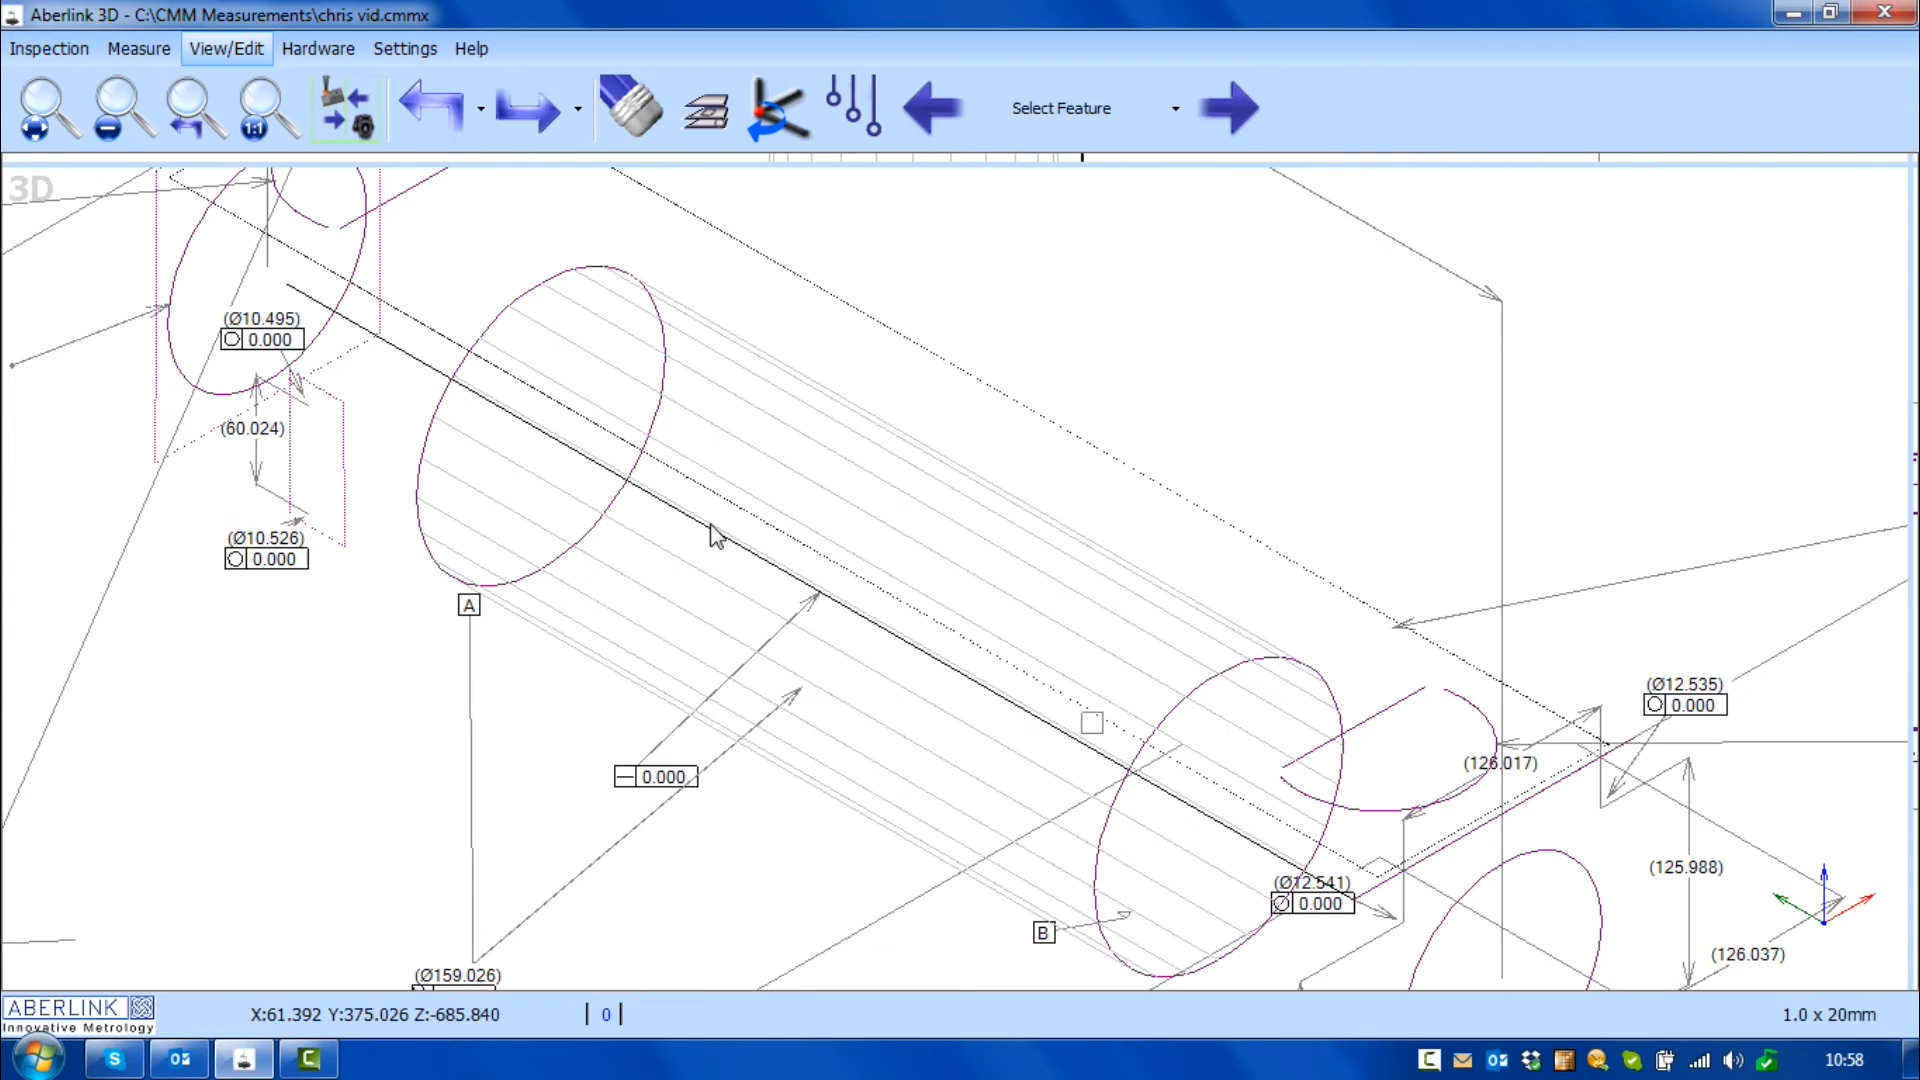 Aberlink 3D - C:\CMM Measurements\chris vid.cmmx
Inspection Measure View/Edit Hardware Settings Help
1:1
Select Feature
3D
(Ø10.495)
0.000
(60.024)
(Ø10.526)
0.000
A
(Ø12.535)
0.000
(126.017)
0.000
(125.988)
(Ø12.541)
0.000
B
(126.037)
(Ø159.026)
ABERLINK
Innovative Metrology
X:61.392 Y:375.026 Z:-685.840
0
1.0 x 20mm
10:58